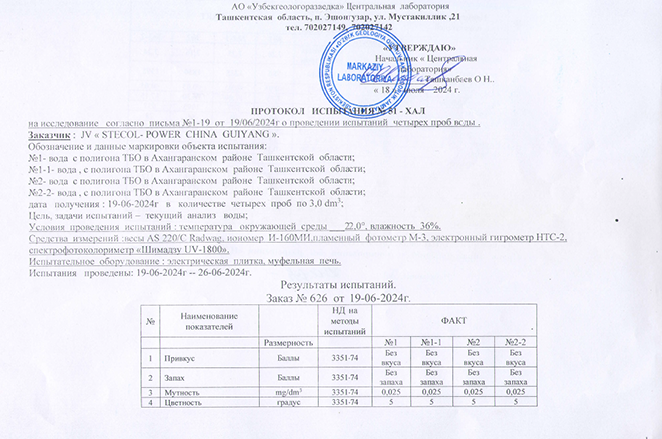 АО «Узбекгеологоразведка» Центральная лаборатория
Ташкентская область, п. Эшонгузар, ул. Мустакиллик ,21
тел. 702027149, 702027142
«УТВЕРЖДАЮ»
Начальник « Центральная
лаборатория»
Ташканбаев О Н..
« 18 июля 2024 г.
MARKAZIY
LABORATORIYA
ПРОТОКОЛ ИСПЫТАНИЯ № 81 - ХАЛ
на исследование согласно письма №1-19 от 19/06/2024г о проведении испытаний четырех проб воды .
Заказчик : JV « STECOL- POWER CHINA GUIYANG ».
Обозначение и данные маркировки объекта испытания:
№1- вода с полигона ТБО в Ахангаранском районе Ташкентской области;
№1-1- вода , с полигона ТБО в Ахангаранском районе Ташкентской области;
№2- вода с полигона ТБО в Ахангаранском районе Ташкентской области;
№2-2- вода , с полигона ТБО в Ахангаранском районе Ташкентской области;
дата получения : 19-06-2024г в количестве четырех проб по 3,0 dm³;
Цель, задачи испытаний – текущий анализ воды;
Условия проведения испытаний : температура окружающей среды 22,0°, влажность 36%.
Средства измерений :весы AS 220/C Radwag, иономер И-160МИ,пламенный фотометр М-3, электронный гигрометр НТС-2,
спектрофотоколориметр «Шимадзу UV-1800».
Испытательное оборудование : электрическая плитка, муфельная печь.
Испытания проведены: 19-06-2024г -- 26-06-2024г.
Результаты испытаний.
Заказ № 626 от 19-06-2024г.
№ Наименование показателей НД на методы испытаний ФАКТ
Размерность №1 №1-1 №2 №2-2
1 Привкус Баллы 3351-74 Без вкуса Без вкуса Без вкуса Без вкуса
2 Запах Баллы 3351-74 Без запаха Без запаха Без запаха Без запаха
3 Мутность mg/dm³ 3351-74 0,025 0,025 0,025 0,025
4 Цветность градус 3351-74 5 5 5 5